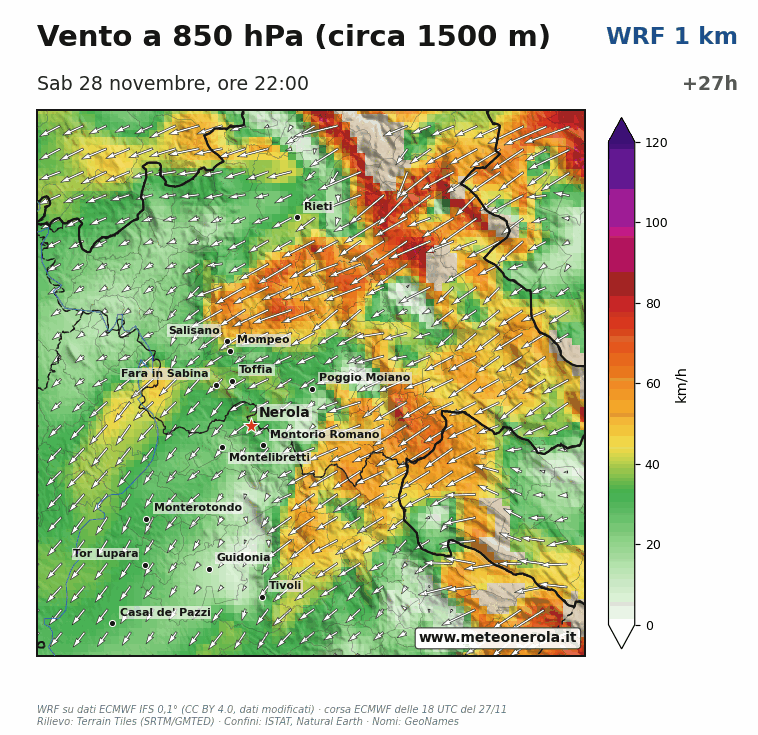 Vento a 850 hPa (circa 1500 m)
WRF 1 km
Sab 28 novembre, ore 22:00
+27h
Rieti
Salisano
Mompeo
Fara in Sabina
Toffia
Poggio Moiano
Nerola
Montorio Romano
Montelibretti
Monterotondo
Tor Lupara
Guidonia
Tivoli
Casal de' Pazzi
www.meteonerola.it
120
100
80
60
40
20
0
km/h
WRF su dati ECMWF IFS 0,1° (CC BY 4.0, dati modificati) · corsa ECMWF delle 18 UTC del 27/11
Rilievo: Terrain Tiles (SRTM/GMTED) · Confini: ISTAT, Natural Earth · Nomi: GeoNames